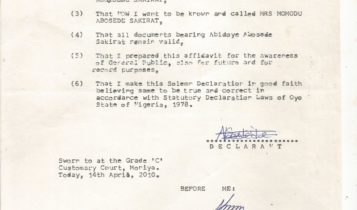 (3) That NOW I want to be known and called MRS MOMODU
ABOSEDE SAKIRAT,
(4) That all documents bearing Abidoye Abosede
Sakirat remain valid,
(5) That I prepared this affidavit for the awareness
of General Public, also for future and for
record purposes,
(6) That I make this Solemn Declaration in good faith
believing same to be true and correct in
accordance with Statutory Declaration Laws of Oyo
State of Nigeria, 1978.
DECLARANT
Sworn to at the Grade 'C'
Customary Court, Moniya.
Today, 14th April, 2010.
BEFORE ME: